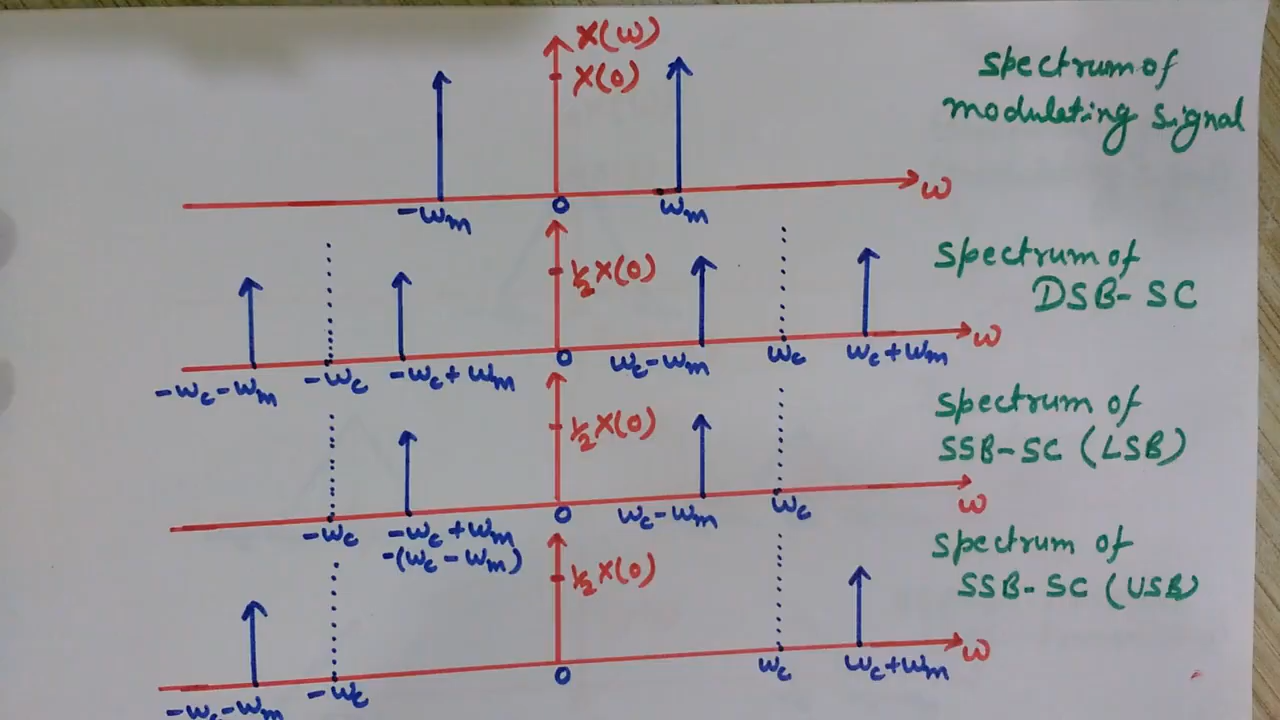 X(ω)
X(0)
Spectrum of
modulating signal
-ωm 0 ωm ω
½X(0)
Spectrum of
DSB-SC
-ωc-ωm -ωc -ωc+ωm 0 ωc-ωm ωc ωc+ωm ω
½X(0)
Spectrum of
SSB-SC (LSB)
-ωc -ωc+ωm 0 ωc-ωm ωc ω
-(ωc-ωm)
½X(0)
Spectrum of
SSB-SC (USB)
-ωc-ωm -ωc 0 ωc ωc+ωm ω